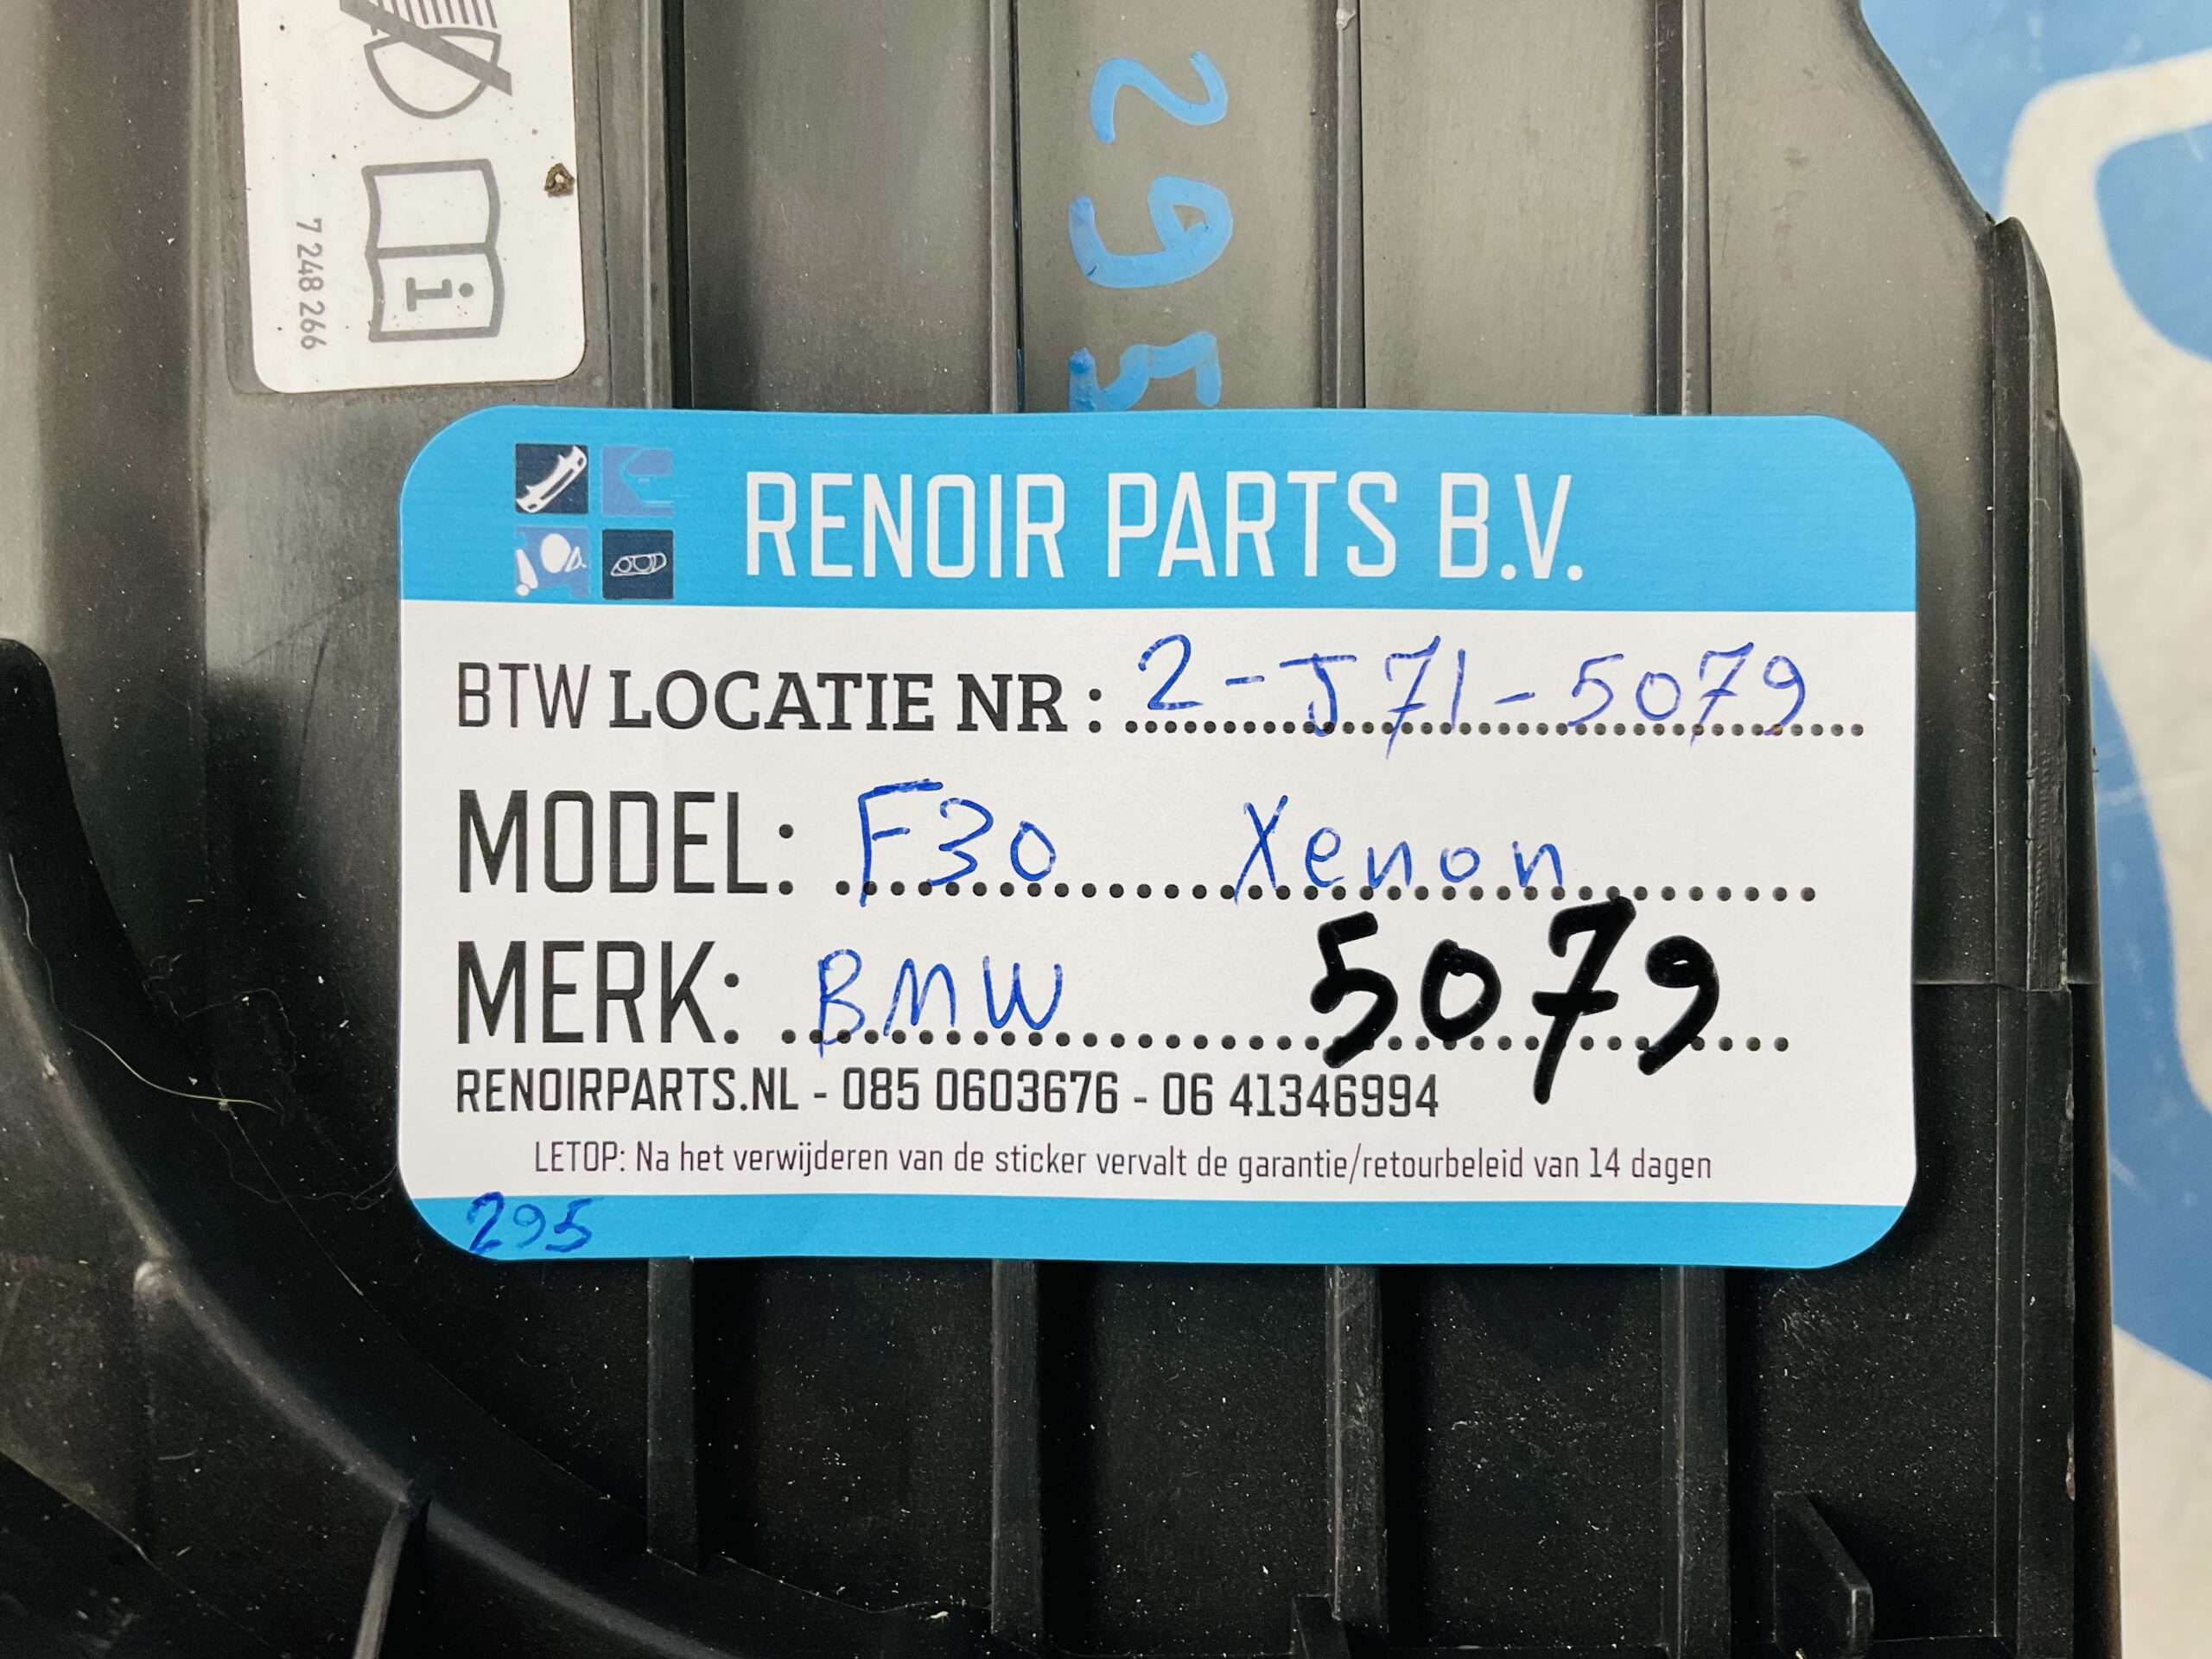 7 248 266
i
295
RENOIR PARTS B.V.
BTW LOCATIE NR : 2-J71-5079
MODEL: F30 Xenon
MERK: BMW 5079
RENOIRPARTS.NL - 085 0603676 - 06 41346994
LETOP: Na het verwijderen van de sticker vervalt de garantie/retourbeleid van 14 dagen
295